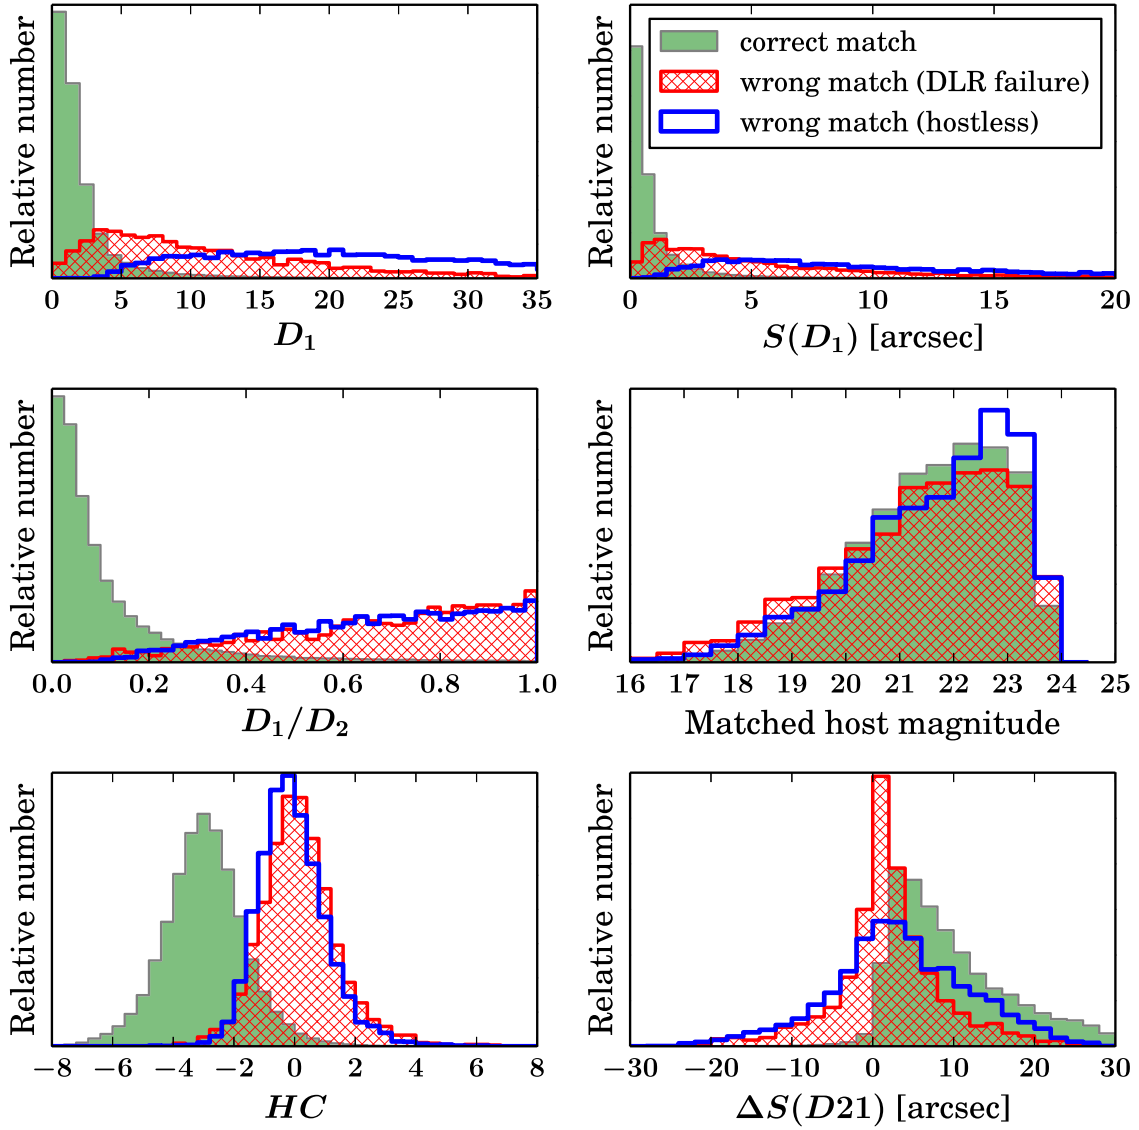 Relative number
0 5 10 15 20 25 30 35
D₁
Relative number
correct match
wrong match (DLR failure)
wrong match (hostless)
0 5 10 15 20
S(D₁) [arcsec]
Relative number
0.0 0.2 0.4 0.6 0.8 1.0
D₁/D₂
Relative number
16 17 18 19 20 21 22 23 24 25
Matched host magnitude
Relative number
−8 −6 −4 −2 0 2 4 6 8
HC
Relative number
−30 −20 −10 0 10 20 30
ΔS(D21) [arcsec]